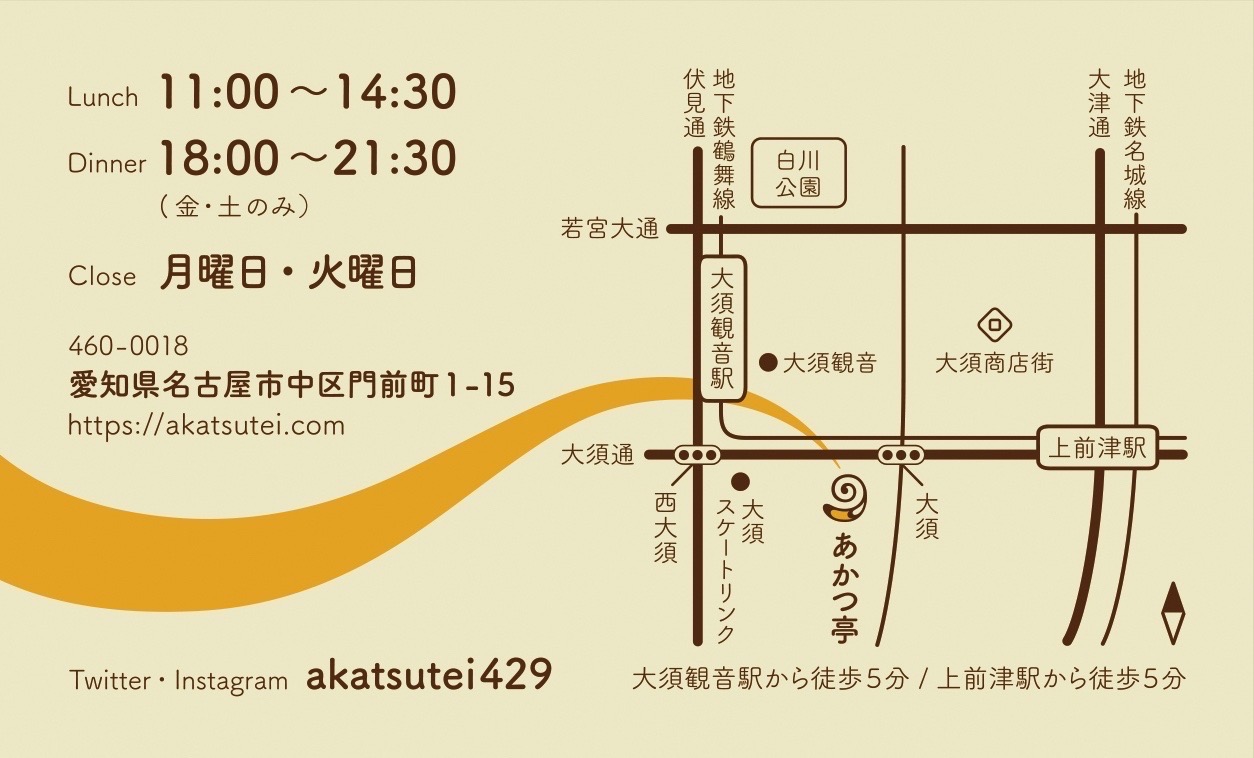 Lunch 11:00～14:30
Dinner 18:00～21:30
（金・土のみ）
Close 月曜日・火曜日
460-0018
愛知県名古屋市中区門前町1-15
https://akatsutei.com
Twitter・Instagram akatsutei429
伏見通
地下鉄鶴舞線
白川
公園
大津通
地下鉄名城線
若宮大通
大須観音駅
大須観音
大須商店街
大須通
上前津駅
西大須
大須
スケートリンク
あかつ亭
大須
大須観音駅から徒歩5分 / 上前津駅から徒歩5分